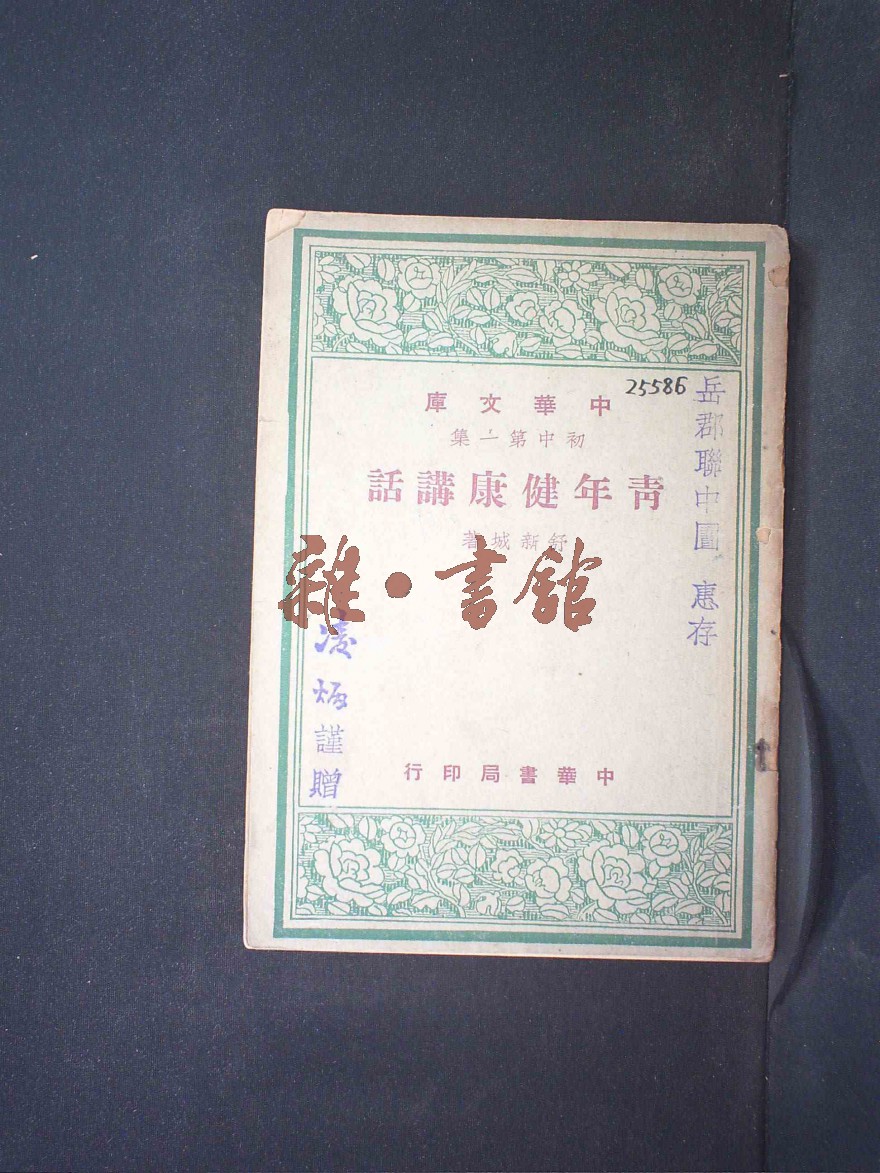 中華文庫
初中第一集
青年健康講話
舒新城著
中華書局印行
25586
岳郡聯中圖 惠存
凌炳謹贈
雜·書館